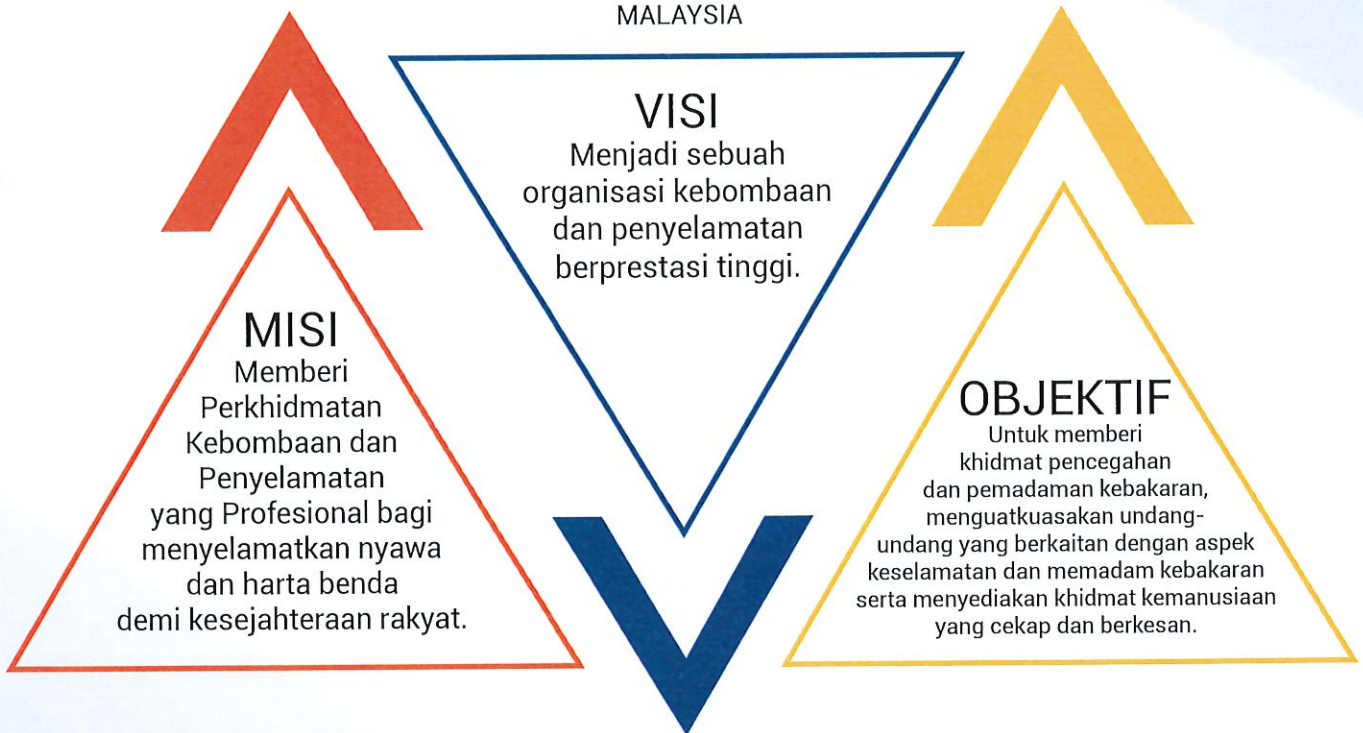 MALAYSIA
VISI
Menjadi sebuah
organisasi kebombaan
dan penyelamatan
berprestasi tinggi.
MISI
Memberi
Perkhidmatan
Kebombaan dan
Penyelamatan
yang Profesional bagi
menyelamatkan nyawa
dan harta benda
demi kesejahteraan rakyat.
OBJEKTIF
Untuk memberi
khidmat pencegahan
dan pemadaman kebakaran,
menguatkuasakan undang-
undang yang berkaitan dengan aspek
keselamatan dan memadam kebakaran
serta menyediakan khidmat kemanusiaan
yang cekap dan berkesan.